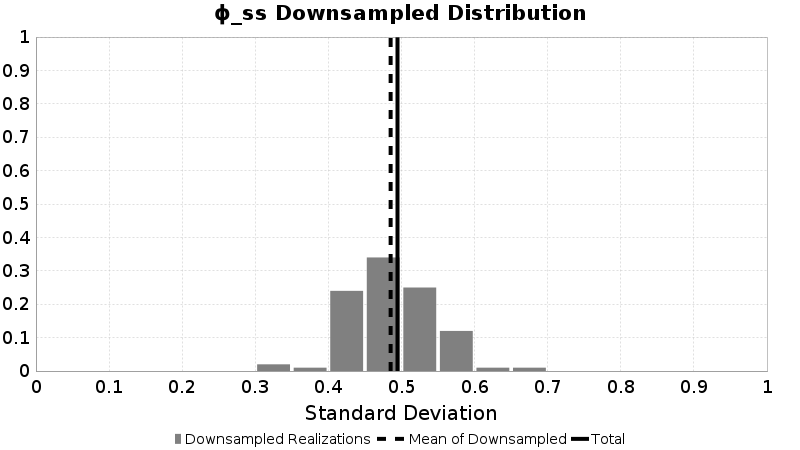 ϕ_ss Downsampled Distribution
1
0.9
0.8
0.7
0.6
0.5
0.4
0.3
0.2
0.1
0
0 0.1 0.2 0.3 0.4 0.5 0.6 0.7 0.8 0.9 1
Standard Deviation
Downsampled Realizations Mean of Downsampled Total